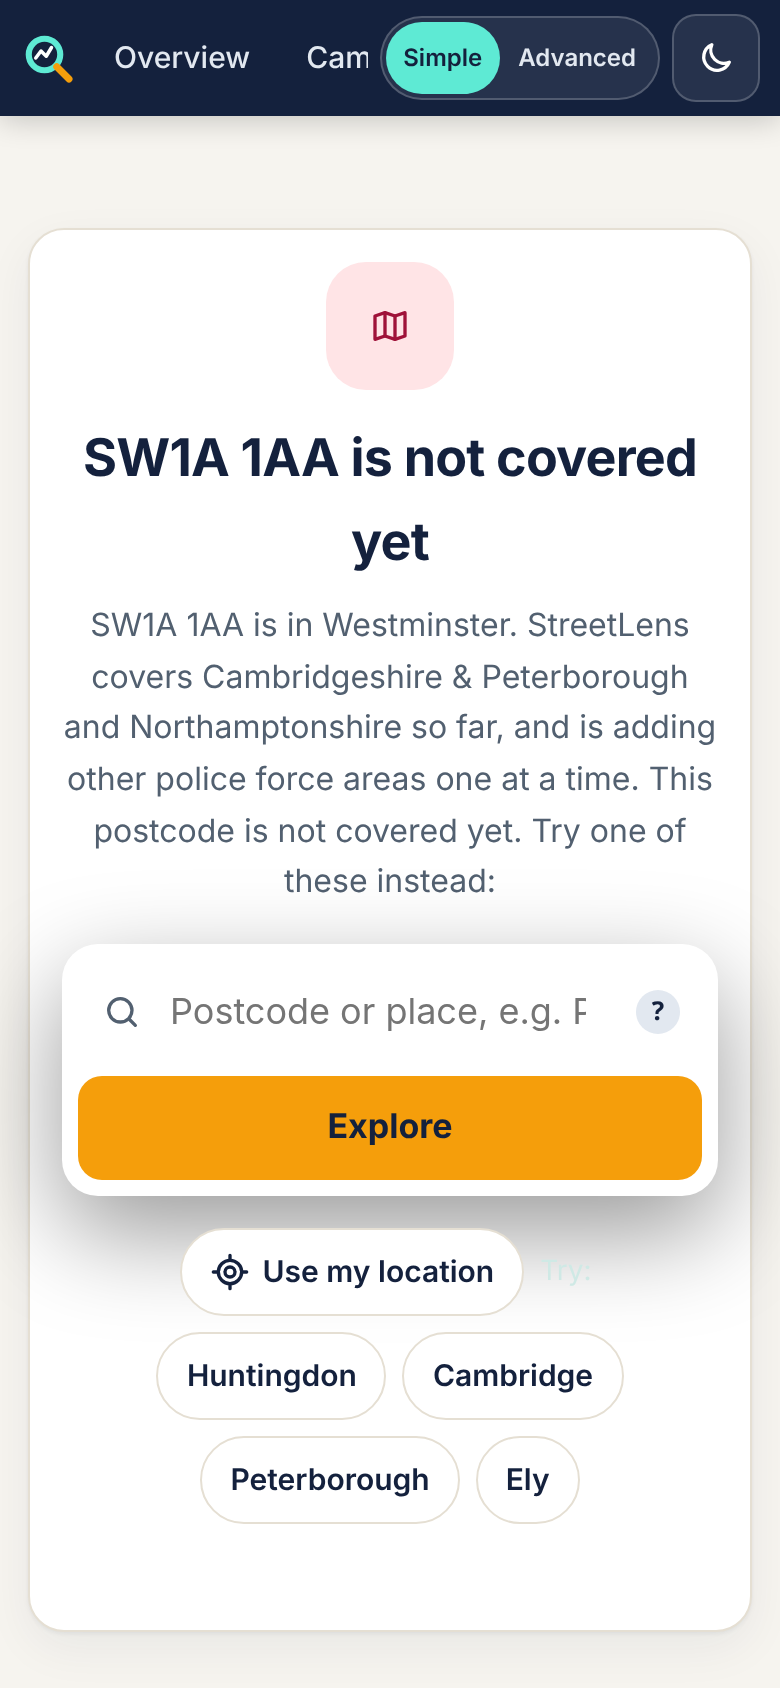 Overview
Cam
Simple
Advanced
SW1A 1AA is not covered
yet
SW1A 1AA is in Westminster. StreetLens
covers Cambridgeshire & Peterborough
and Northamptonshire so far, and is adding
other police force areas one at a time. This
postcode is not covered yet. Try one of
these instead:
Postcode or place, e.g.
?
Explore
Use my location
Try:
Huntingdon
Cambridge
Peterborough
Ely